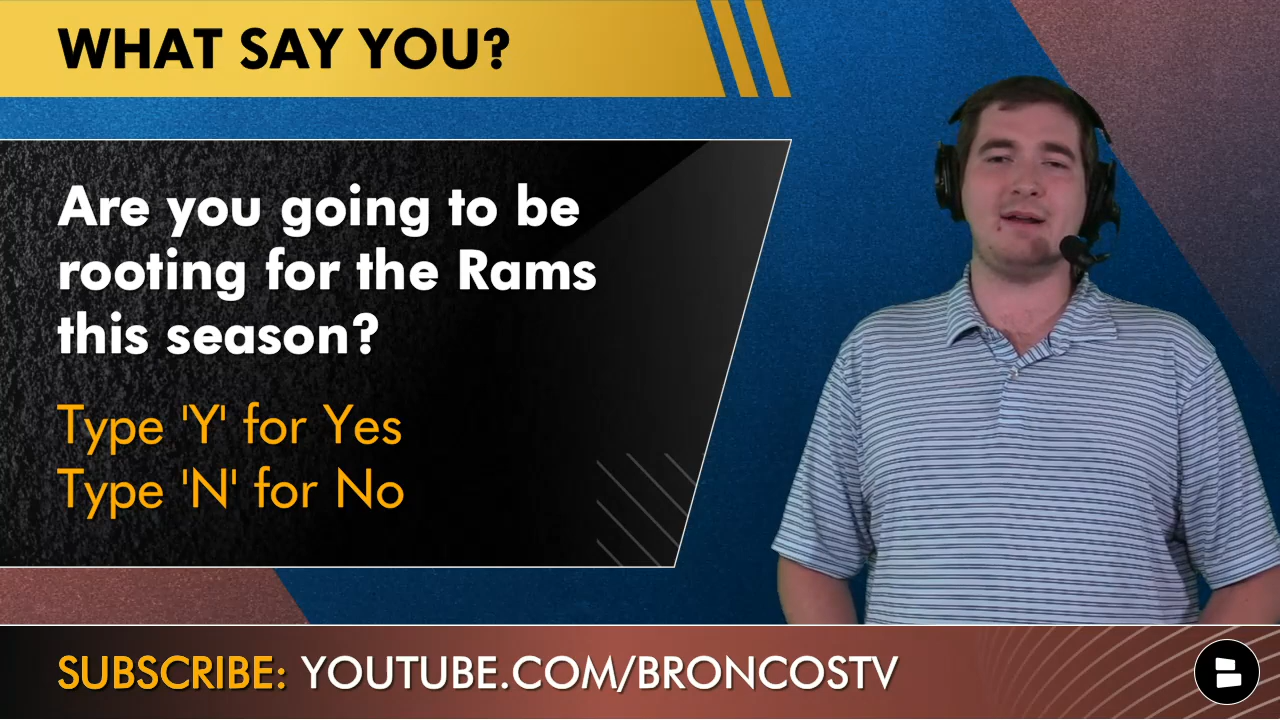 WHAT SAY YOU?
Are you going to be
rooting for the Rams
this season?
Type 'Y' for Yes
Type 'N' for No
SUBSCRIBE: YOUTUBE.COM/BRONCOSTV